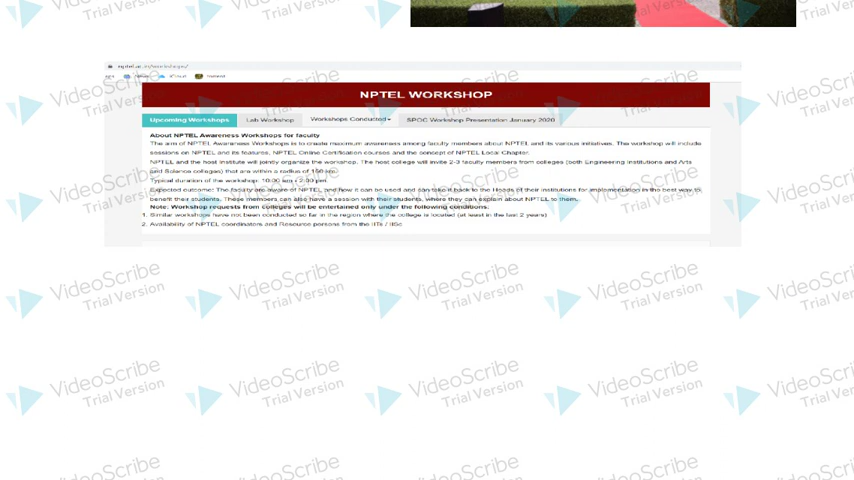 nptel.ac.in/workshops/
NPTEL WORKSHOP
Upcoming Workshops Lab Workshop Workshops Conducted SPOC Workshop Presentation January 2020
About NPTEL Awareness Workshops for faculty
The aim of NPTEL Awareness Workshops is to create maximum awareness among faculty members about NPTEL and its various initiatives. The workshop will include
sessions on NPTEL and its features, NPTEL Online Certification courses and the concept of NPTEL Local Chapter.
NPTEL and the host Institute will jointly organize the workshop. The host college will invite 2-3 faculty members from colleges (both Engineering Institutions and Arts
and Science colleges) that are within a radius of 150 km.
Typical duration of the workshop: 10:00 am - 2:00 pm.
Expected outcome: The faculty are aware of NPTEL and how it can be used and can take it back to the Heads of their institutions for implementation in the best way to
benefit their students. These members can also have a session with their students, where they can explain about NPTEL to them.
Note: Workshop requests from colleges will be entertained only under the following conditions.
1. Similar workshops have not been conducted so far in the region where the college is located (at least in the last 2 years)
2. Availability of NPTEL coordinators and Resource persons from the IITs / IISc
VideoScribe
Trial Version